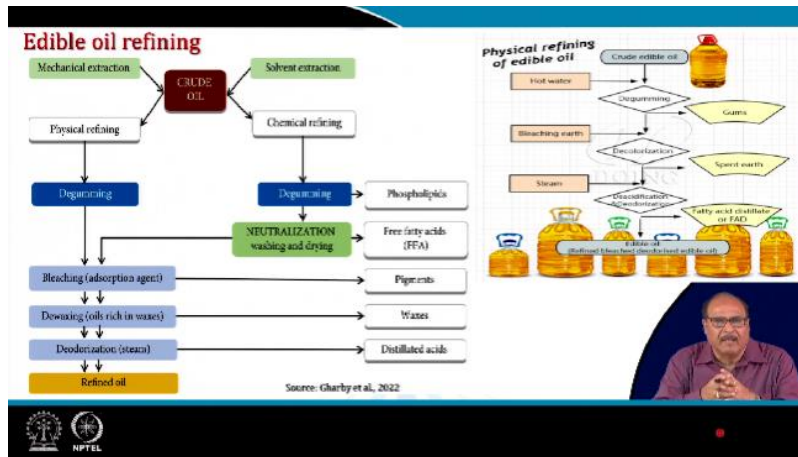 Edible oil refining
Mechanical extraction
CRUDE
OIL
Solvent extraction
Physical refining
Chemical refining
Degumming
Degumming
Phospholipids
NEUTRALIZATION
washing and drying
Free fatty acids
(FFA)
Bleaching (adsorption agent)
Pigments
Dewaxing (oils rich in waxes)
Waxes
Deodorization (steam)
Distillated acids
Refined oil
Source: Gharby et al., 2022
Physical refining
of edible oil
Crude edible oil
Hot water
Degumming
Gums
Bleaching earth
Decolorization
Spent earth
Steam
Deacidification
&Deodorization
Fatty acid distillate
or FAD
Edible oil
(Refined bleached deodorised edible oil)
NPTEL